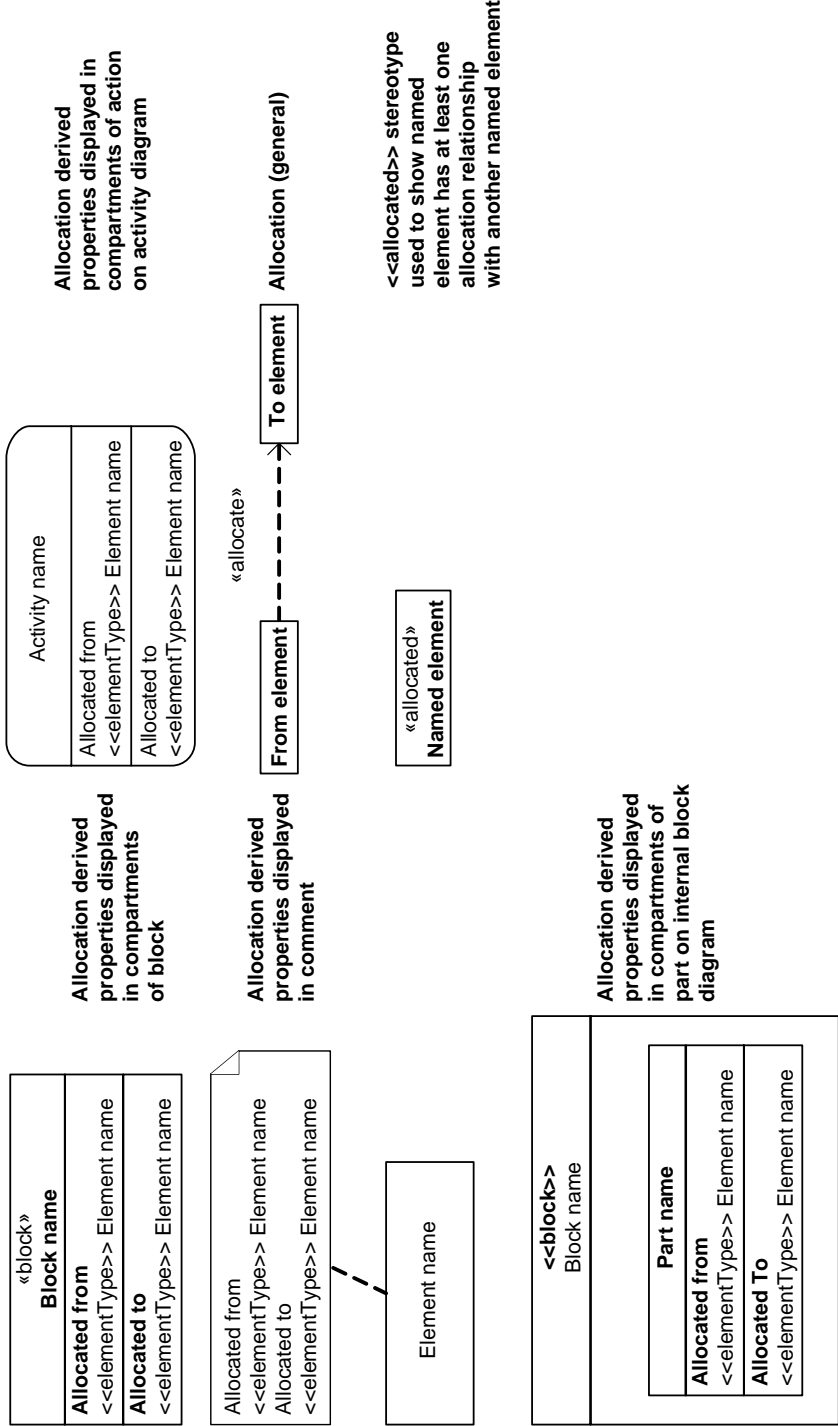 «block»
Block name
Allocated from
<<elementType>> Element name
Allocated to
<<elementType>> Element name
Allocation derived
properties displayed
in compartments
of block
Activity name
Allocated from
<<elementType>> Element name
Allocated to
<<elementType>> Element name
Allocation derived
properties displayed in
compartments of action
on activity diagram
Allocated from
<<elementType>> Element name
Allocated to
<<elementType>> Element name
Element name
Allocation derived
properties displayed
in comment
«allocate»
From element
To element
Allocation (general)
«allocated»
Named element
<<allocated>> stereotype
used to show named
element has at least one
allocation relationship
with another named element
<<block>>
Block name
Part name
Allocated from
<<elementType>> Element name
Allocated To
<<elementType>> Element name
Allocation derived
properties displayed
in compartments of
part on internal block
diagram